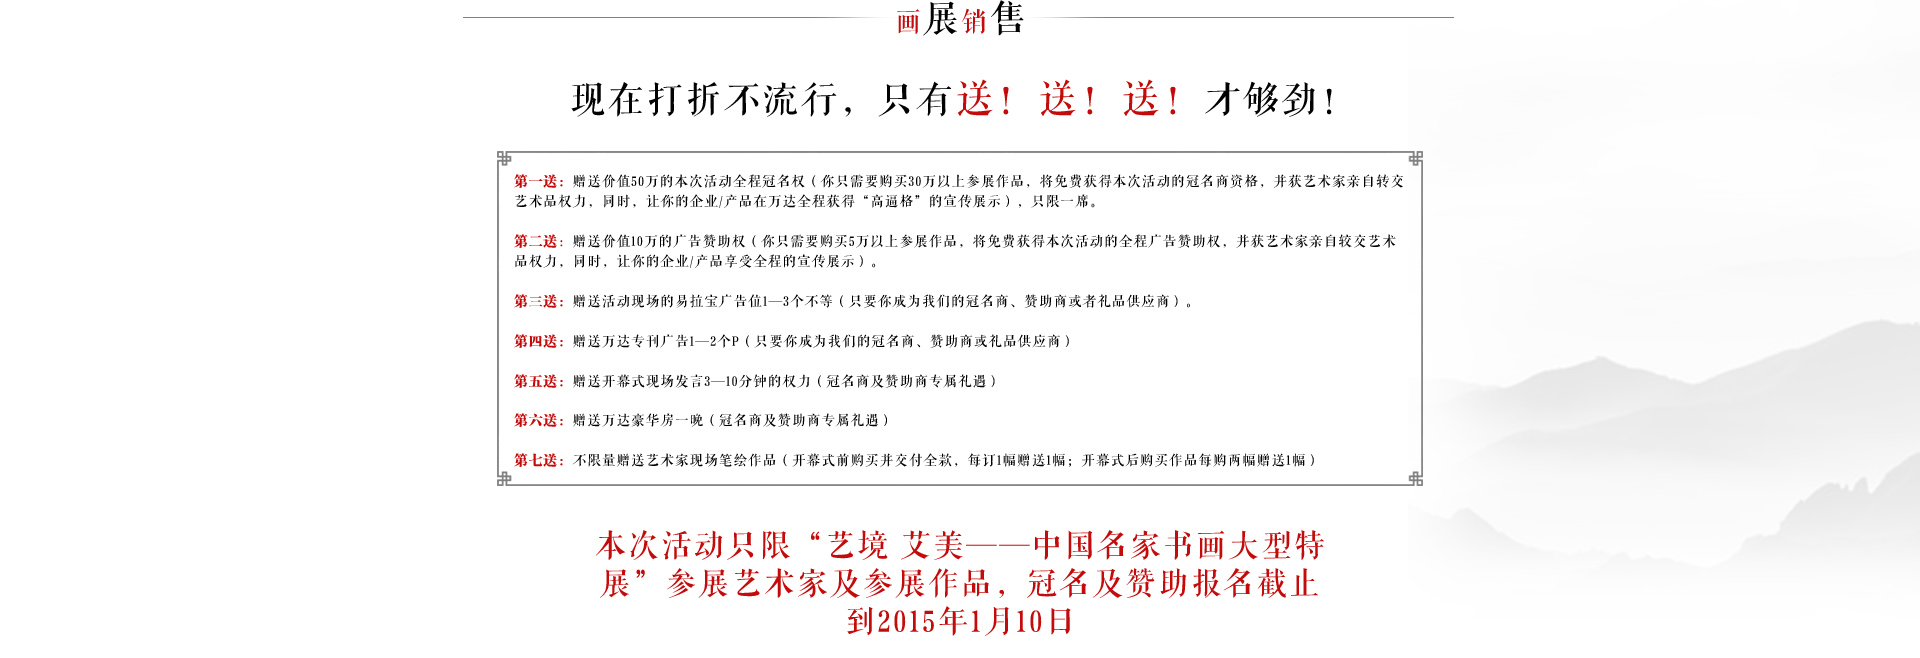 画展销售
现在打折不流行，只有送！送！送！才够劲！
第一送：赠送价值50万的本次活动全程冠名权（你只需要购买30万以上参展作品，将免费获得本次活动的冠名商资格，并获艺术家亲自转交
艺术品权力，同时，让你的企业/产品在万达全程获得“高逼格”的宣传展示），只限一席。
第二送：赠送价值10万的广告赞助权（你只需要购买5万以上参展作品，将免费获得本次活动的全程广告赞助权，并获艺术家亲自较交艺术
品权力，同时，让你的企业/产品享受全程的宣传展示）。
第三送：赠送活动现场的易拉宝广告值1—3个不等（只要你成为我们的冠名商、赞助商或者礼品供应商）。
第四送：赠送万达专刊广告1—2个P（只要你成为我们的冠名商、赞助商或礼品供应商）
第五送：赠送开幕式现场发言3—10分钟的权力（冠名商及赞助商专属礼遇）
第六送：赠送万达豪华房一晚（冠名商及赞助商专属礼遇）
第七送：不限量赠送艺术家现场笔绘作品（开幕式前购买并交付全款，每订1幅赠送1幅；开幕式后购买作品每购两幅赠送1幅）
本次活动只限“艺境 艾美——中国名家书画大型特
展”参展艺术家及参展作品，冠名及赞助报名截止
到2015年1月10日